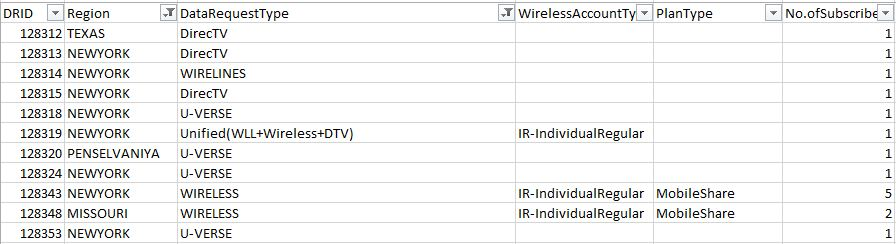 DRID Region DataRequestType WirelessAccountTy PlanType No.ofSubscribe
128312 TEXAS DirecTV 1
128313 NEWYORK DirecTV 1
128314 NEWYORK WIRELINES 1
128315 NEWYORK DirecTV 1
128318 NEWYORK U-VERSE 1
128319 NEWYORK Unified(WLL+Wireless+DTV) IR-IndividualRegular 1
128320 PENSELVANIYA U-VERSE 1
128324 NEWYORK U-VERSE 1
128343 NEWYORK WIRELESS IR-IndividualRegular MobileShare 5
128348 MISSOURI WIRELESS IR-IndividualRegular MobileShare 2
128353 NEWYORK U-VERSE 1